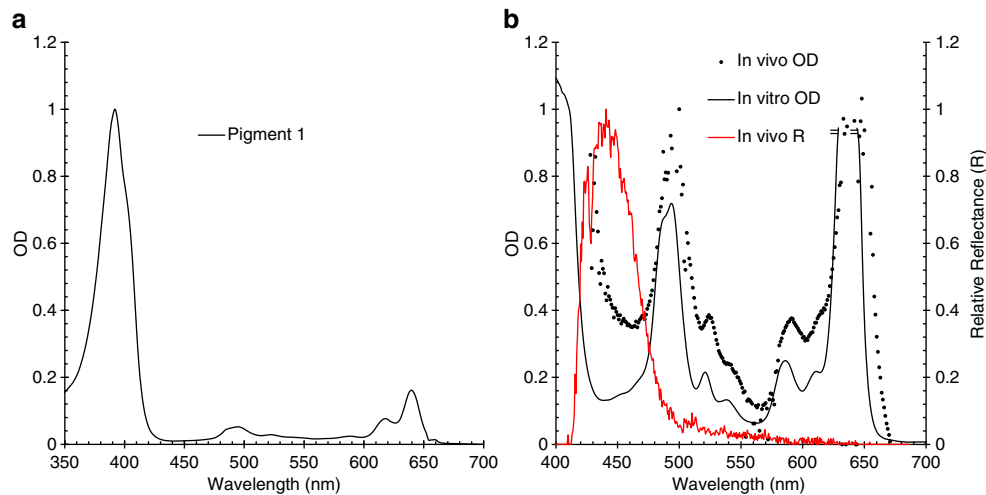 a
1.2
1
0.8
0.6
0.4
0.2
0
OD
350 400 450 500 550 600 650 700
Wavelength (nm)
Pigment 1
b
1.2
1
0.8
0.6
0.4
0.2
0
OD
400 450 500 550 600 650 700
Wavelength (nm)
In vivo OD
In vitro OD
In vivo R
1.2
1
0.8
0.6
0.4
0.2
0
Relative Reflectance (R)